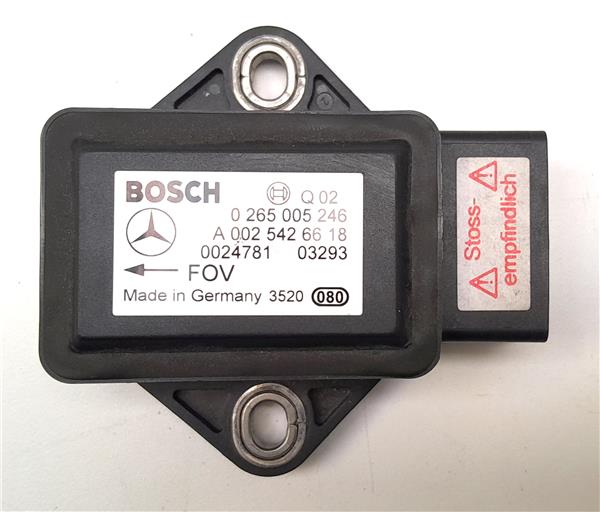 BOSCH Q 02
0 265 005 246
A 002 542 66 18
0024781 03293
FOV
Made in Germany 3520 080
Stoss-
empfindlich